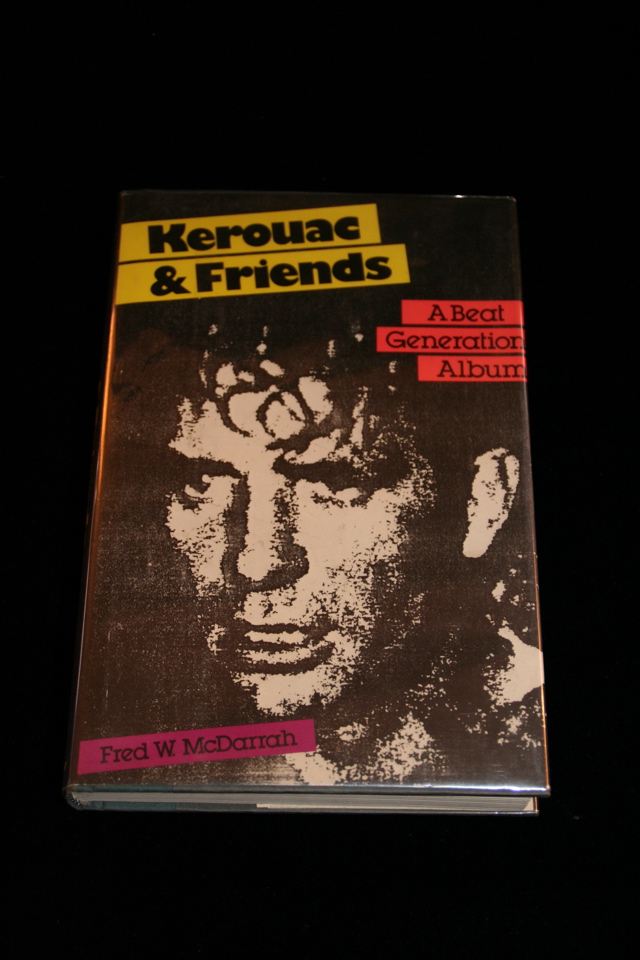 Kerouac
& Friends
A Beat
Generation
Album
Fred W. McDarrah